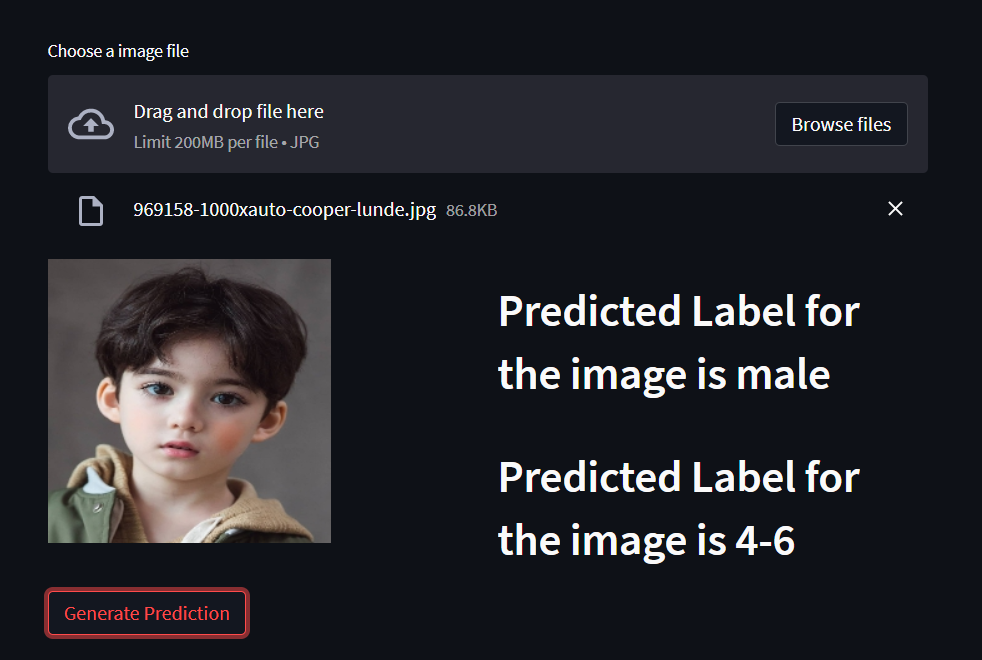 Choose a image file
Drag and drop file here
Limit 200MB per file • JPG
Browse files
969158-1000xauto-cooper-lunde.jpg 86.8KB
Predicted Label for
the image is male
Predicted Label for
the image is 4-6
Generate Prediction